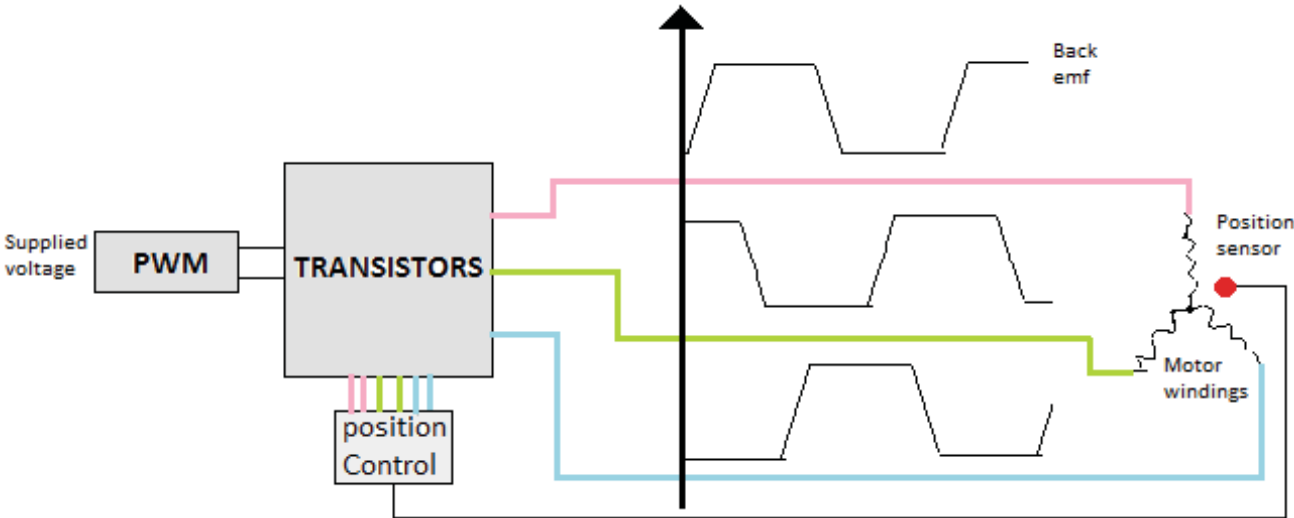 Back
emf
Position
sensor
Supplied
voltage
PWM
TRANSISTORS
Motor
windings
position
Control